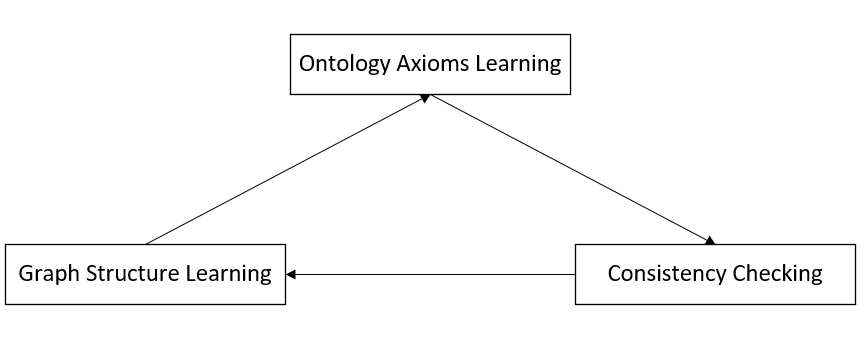 Ontology Axioms Learning
Graph Structure Learning
Consistency Checking